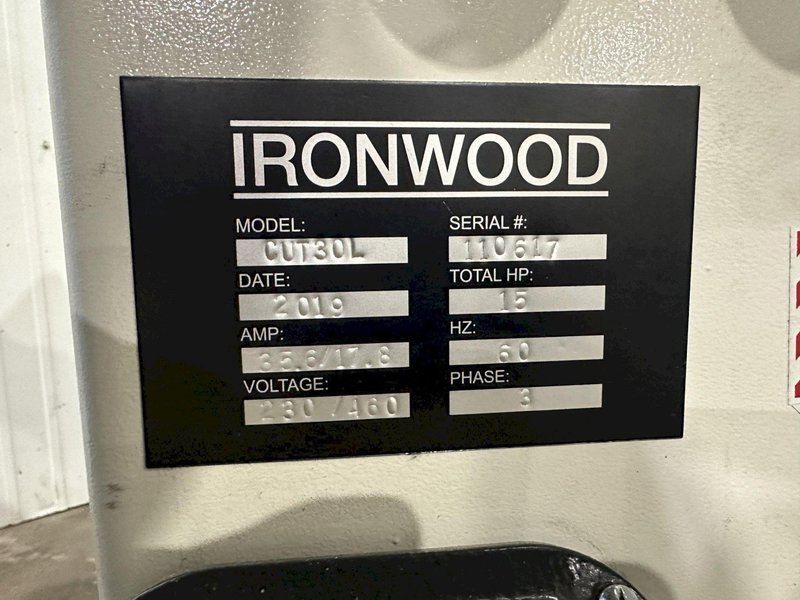 IRONWOOD
MODEL: SERIAL #:
CUT30L 110617
DATE: TOTAL HP:
2019 15
AMP: HZ:
35.6/17.8 60
VOLTAGE: PHASE:
230/460 3